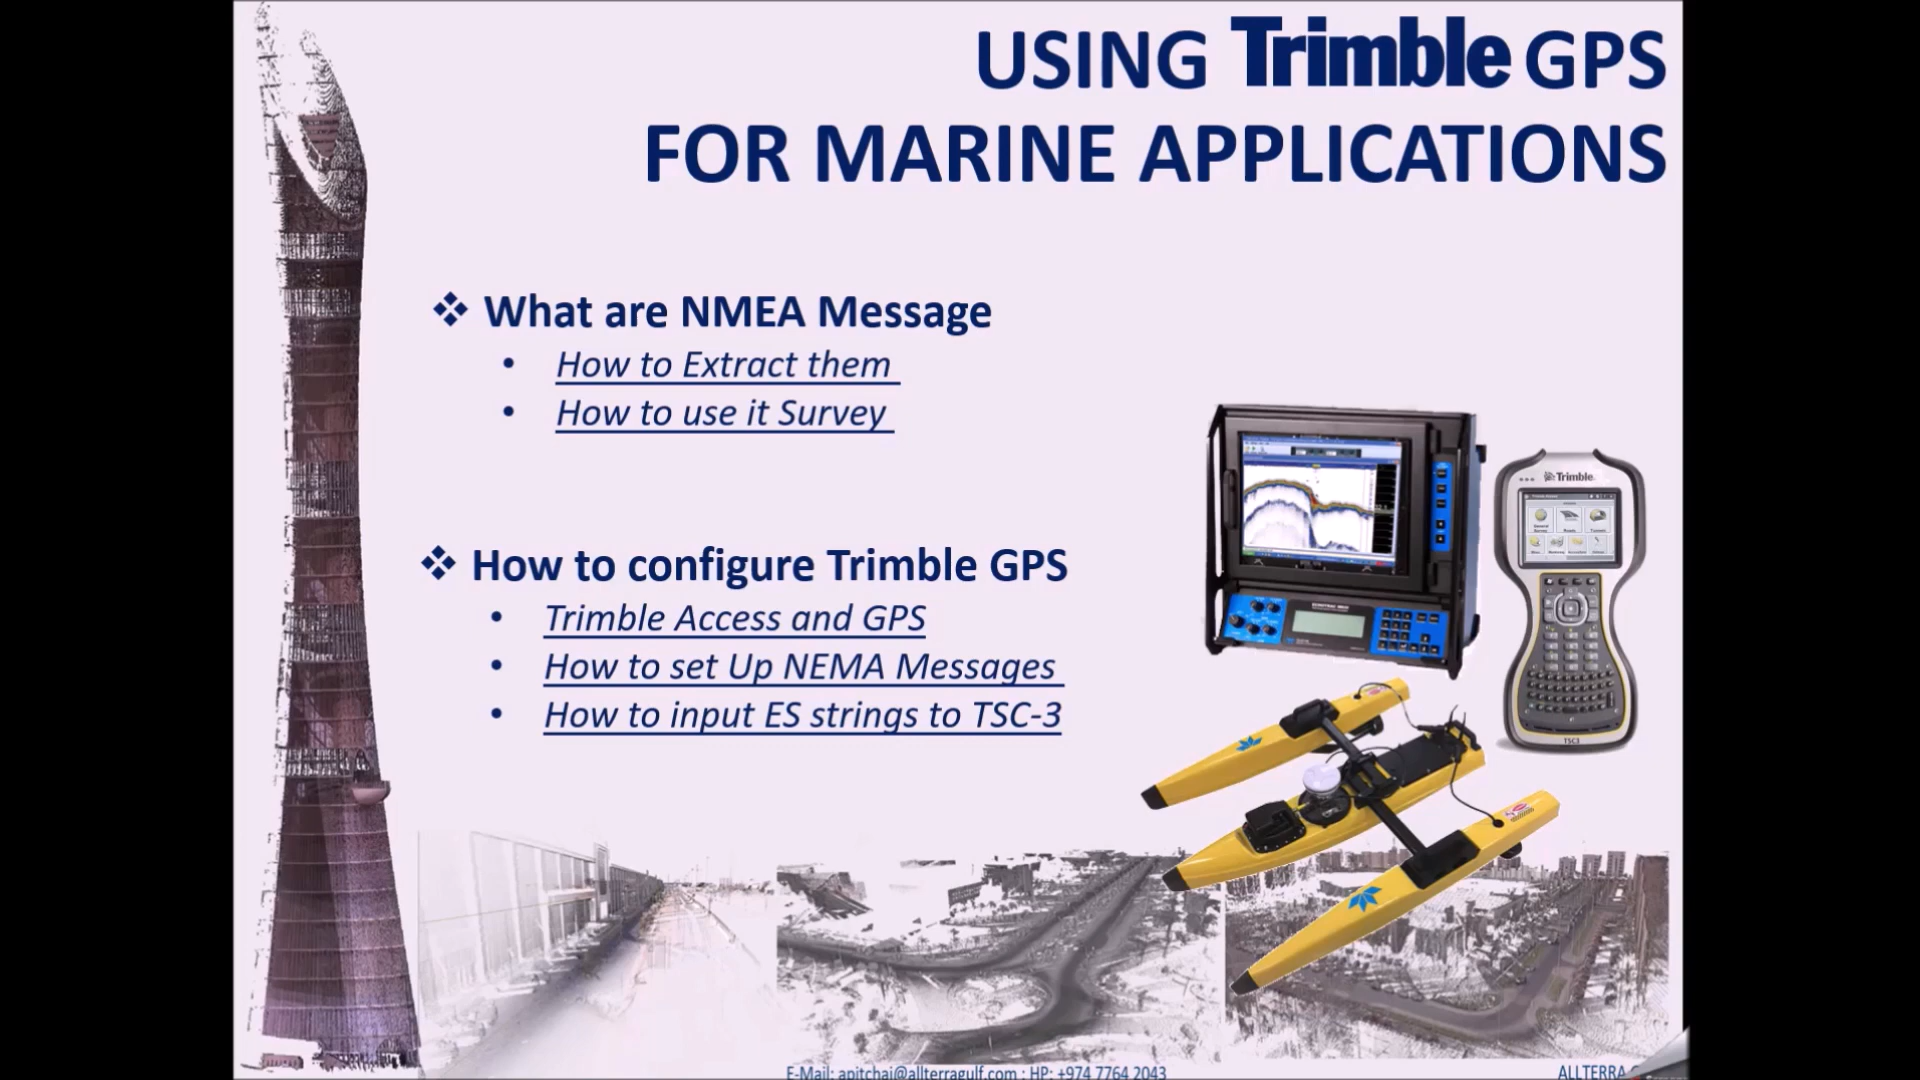 USING Trimble GPS
FOR MARINE APPLICATIONS
❖ What are NMEA Message
• How to Extract them
• How to use it Survey
❖ How to configure Trimble GPS
• Trimble Access and GPS
• How to set Up NEMA Messages
• How to input ES strings to TSC-3
Trimble.
TSC3
E-Mail: apitchai@allterragulf.com ; HP: +974 7764 2043
ALLTERRA